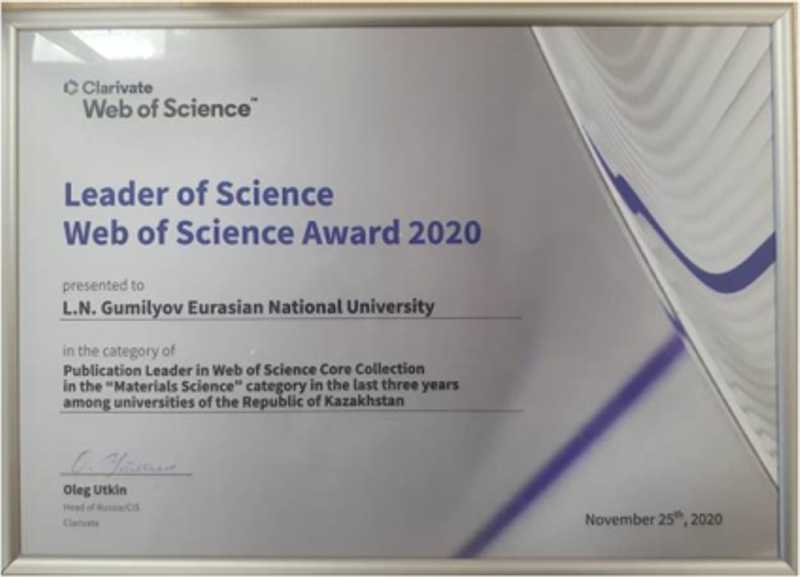 Clarivate
Web of Science™
Leader of Science
Web of Science Award 2020
presented to
L.N. Gumilyov Eurasian National University
in the category of
Publication Leader in Web of Science Core Collection
in the “Materials Science” category in the last three years
among universities of the Republic of Kazakhstan
Oleg Utkin
Head of Russia/CIS
Clarivate
November 25th, 2020